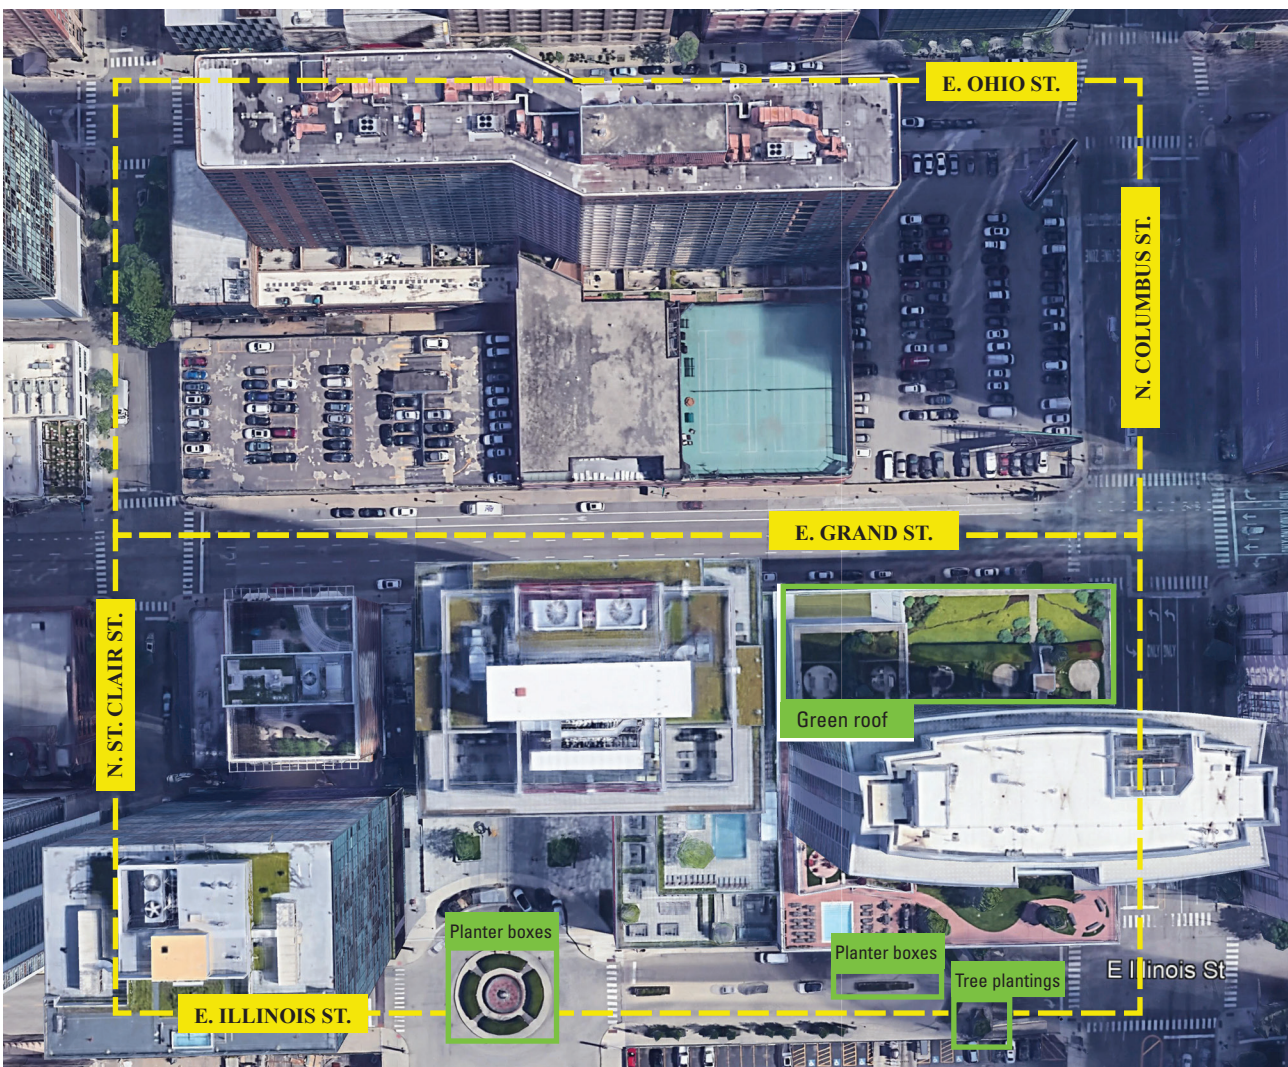 E. OHIO ST.
N. COLUMBUS ST.
E. GRAND ST.
N. ST. CLAIR ST.
Green roof
Planter boxes
Planter boxes
Tree plantings
E Illinois St
E. ILLINOIS ST.
ONLY